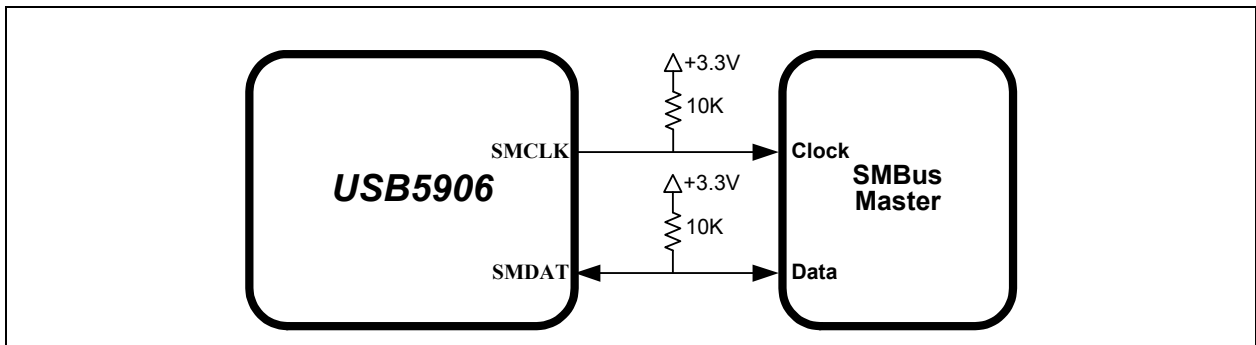 +3.3V
10K
SMCLK
Clock
USB5906
SMBus
Master
+3.3V
10K
SMDAT
Data